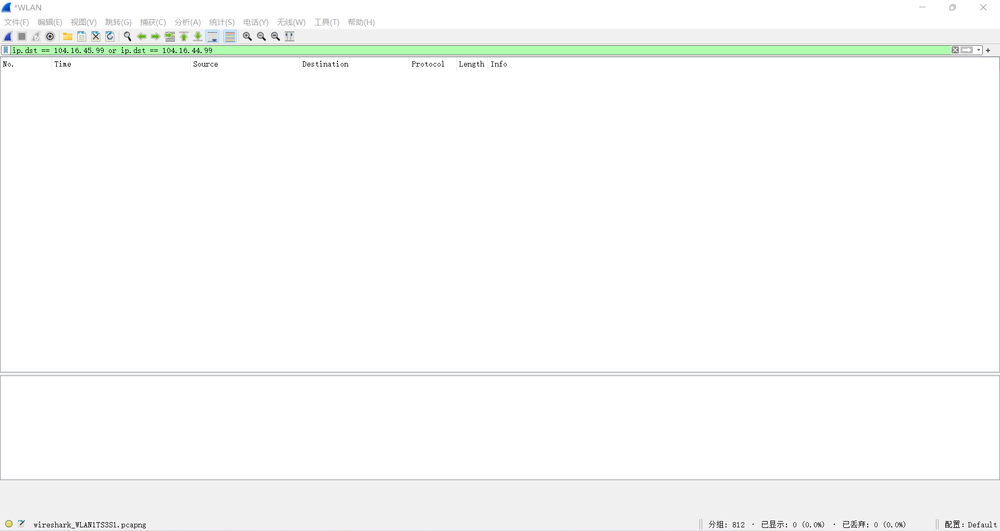 *WLAN
文件(F) 编辑(E) 视图(V) 跳转(G) 捕获(C) 分析(A) 统计(S) 电话(Y) 无线(W) 工具(T) 帮助(H)
ip.dst == 104.16.45.99 or ip.dst == 104.16.44.99
No. Time Source Destination Protocol Length Info
wireshark_WLAN1TS3S1.pcapng 分组: 812 · 已显示: 0 (0.0%) · 已丢弃: 0 (0.0%) 配置: Default